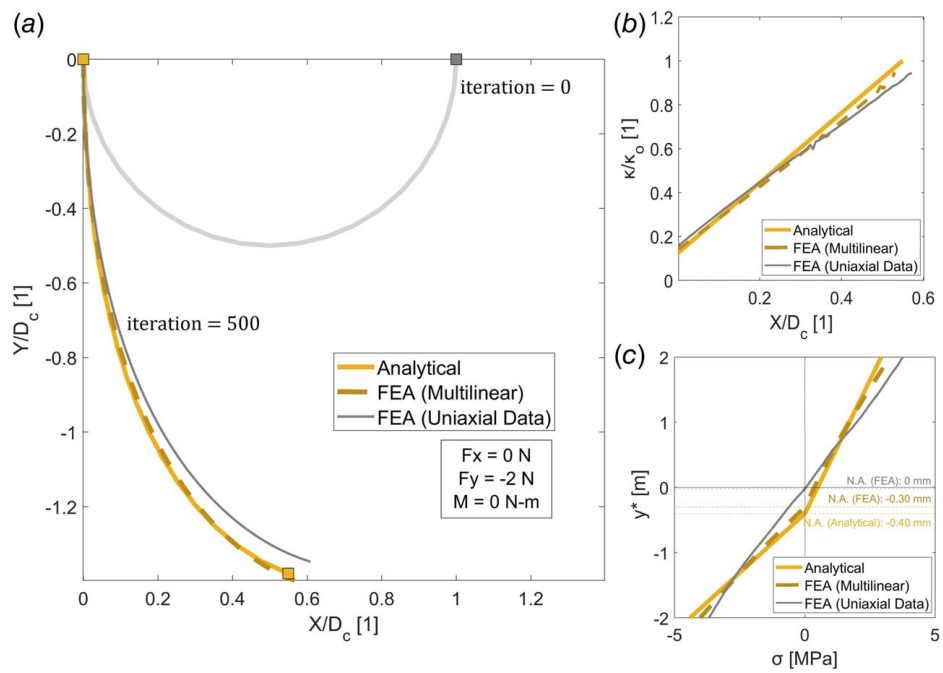 (a)
0
-0.2
-0.4
-0.6
-0.8
-1
-1.2
Y/Dc [1]
0 0.2 0.4 0.6 0.8 1 1.2
X/Dc [1]
iteration = 0
iteration = 500
Analytical
FEA (Multilinear)
FEA (Uniaxial Data)
Fx = 0 N
Fy = -2 N
M = 0 N-m
(b)
1.2
1
0.8
0.6
0.4
0.2
0
κ/κo [1]
0.2 0.4 0.6
X/Dc [1]
Analytical
FEA (Multilinear)
FEA (Uniaxial Data)
(c)
2
1
0
-1
-2
y* [m]
N.A. (FEA): 0 mm
N.A. (FEA): -0.30 mm
N.A. (Analytical): -0.40 mm
Analytical
FEA (Multilinear)
FEA (Uniaxial Data)
-5 0 5
σ [MPa]